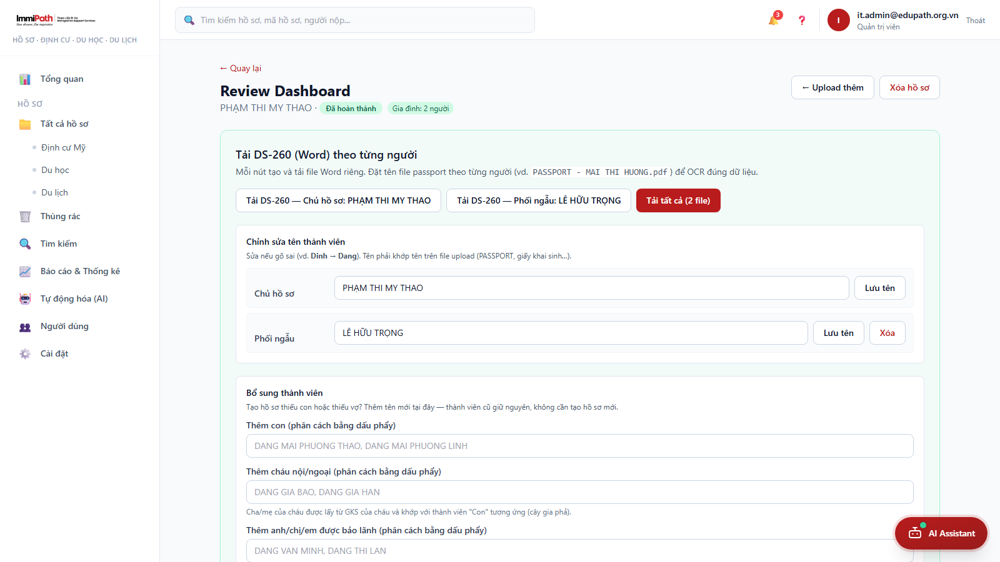 ImmiPath
Your dreams, Our inspiration
Immigration Support Services
HỒ SƠ · ĐỊNH CƯ · DU HỌC · DU LỊCH
Tìm kiếm hồ sơ, mã hồ sơ, người nộp...
3
?
I
it.admin@edupath.org.vn
Quản trị viên
Thoát
Tổng quan
HỒ SƠ
Tất cả hồ sơ
Định cư Mỹ
Du học
Du lịch
Thùng rác
Tìm kiếm
Báo cáo & Thống kê
Tự động hóa (AI)
Người dùng
Cài đặt
← Quay lại
Review Dashboard
PHẠM THI MY THAO · Đã hoàn thành Gia đình: 2 người
← Upload thêm
Xóa hồ sơ
Tải DS-260 (Word) theo từng người
Mỗi nút tạo và tải file Word riêng. Đặt tên file passport theo từng người (vd. PASSPORT - MAI THI HUONG.pdf ) để OCR đúng dữ liệu.
Tải DS-260 — Chủ hồ sơ: PHẠM THI MY THAO
Tải DS-260 — Phối ngẫu: LÊ HỮU TRỌNG
Tải tất cả (2 file)
Chỉnh sửa tên thành viên
Sửa nếu gõ sai (vd. Dinh → Dang). Tên phải khớp tên trên file upload (PASSPORT, giấy khai sinh...).
Chủ hồ sơ
PHẠM THI MY THAO
Lưu tên
Phối ngẫu
LÊ HỮU TRỌNG
Lưu tên
Xóa
Bổ sung thành viên
Tạo hồ sơ thiếu con hoặc thiếu vợ? Thêm tên mới tại đây — thành viên cũ giữ nguyên, không cần tạo hồ sơ mới.
Thêm con (phân cách bằng dấu phẩy)
DANG MAI PHUONG THAO, DANG MAI PHUONG LINH
Thêm cháu nội/ngoại (phân cách bằng dấu phẩy)
DANG GIA BAO, DANG GIA HAN
Cha/mẹ của cháu được lấy từ GKS của cháu và khớp với thành viên "Con" tương ứng (cây gia phả).
Thêm anh/chị/em được bảo lãnh (phân cách bằng dấu phẩy)
DANG VAN MINH, DANG THI LAN
AI Assistant